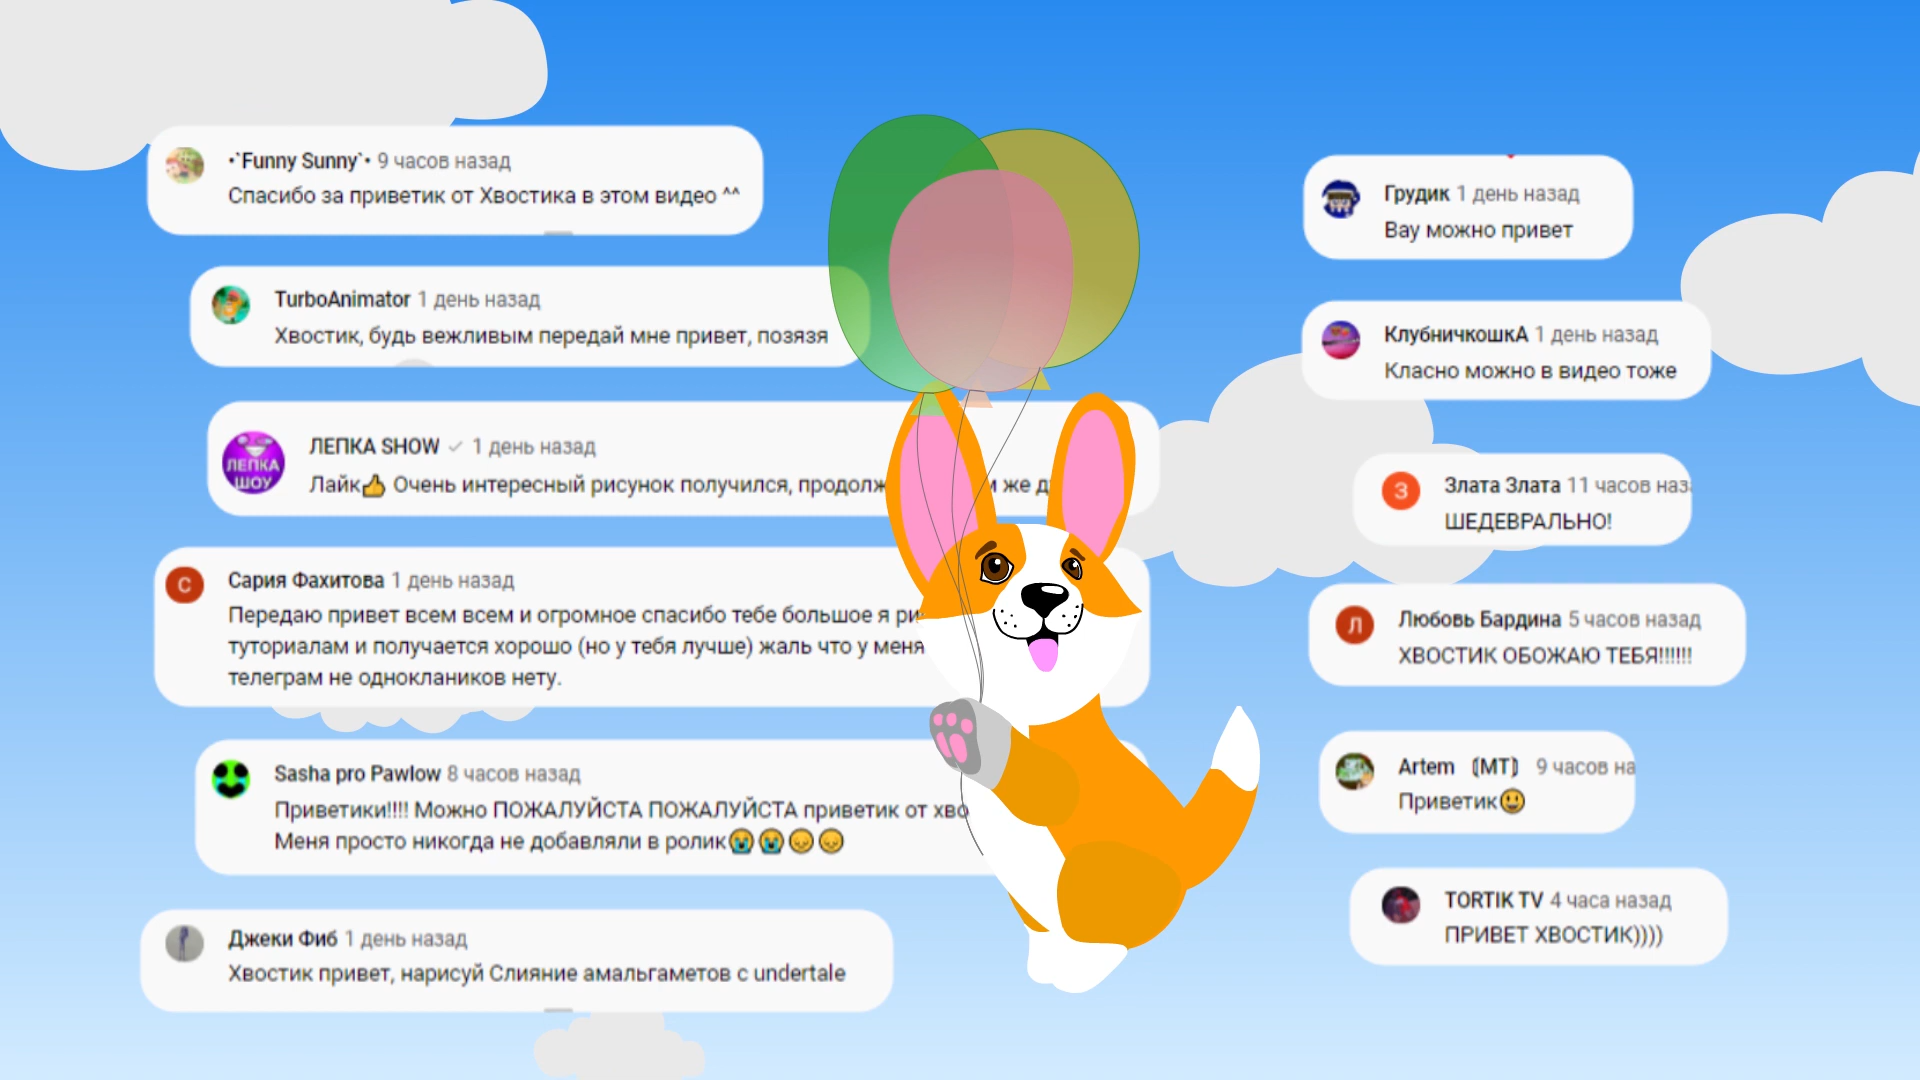 •`Funny Sunny`• 9 часов назад
Спасибо за приветик от Хвостика в этом видео ^^
TurboAnimator 1 день назад
Хвостик, будь вежливым передай мне привет, позязя
ЛЕПКА ШОУ
ЛЕПКА SHOW 1 день назад
Лайк👍 Очень интересный рисунок получился, же
С
Сария Фахитова 1 день назад
Передаю привет всем всем и огромное спасибо тебе большое я
туториалам и получается хорошо (но у тебя лучше) жаль что у меня
телеграм не одноклаников нету.
Sasha pro Pawlow 8 часов назад
Приветики!!!! Можно ПОЖАЛУЙСТА ПОЖАЛУЙСТА приветик от
Меня просто никогда не добавляли в ролик😭😭😞😞
Джеки Фиб 1 день назад
Хвостик привет, нарисуй Слияние амальгаметов с undertale
Грудик 1 день назад
Вау можно привет
КлубничкошкА 1 день назад
Класно можно в видео тоже
З
Злата Злата 11 часов наз
ШЕДЕВРАЛЬНО!
Л
Любовь Бардина 5 часов назад
ХВОСТИК ОБОЖАЮ ТЕБЯ!!!!!!
Artem 〔МТ〕 9 часов на
Приветик😃
TORTIK TV 4 часа назад
ПРИВЕТ ХВОСТИК))))